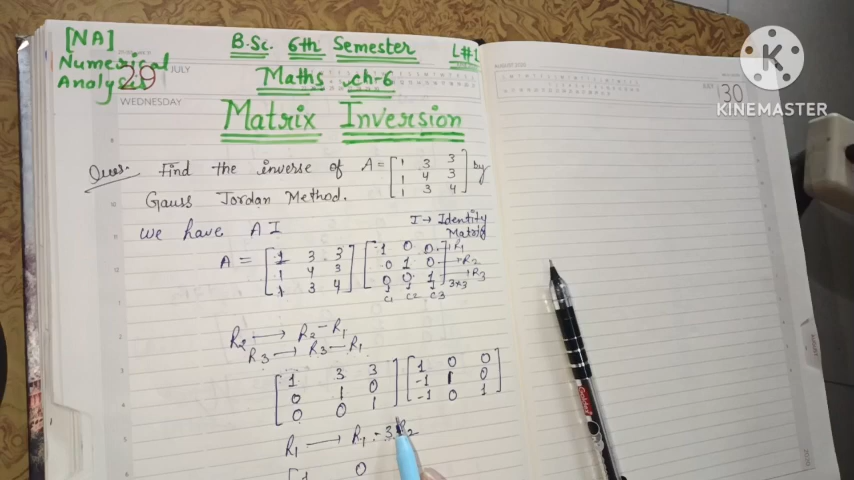 [NA]
Numerical
Analysis
B.Sc. 6th Semester
L#1
29 JULY
WEDNESDAY
Maths ch-6
Matrix Inversion
Ques. Find the inverse of A = [1 3 3 by
1 4 3
1 3 4]
Gauss Jordan Method.
we have A I
I → Identity
Matrix
A = [1 3 3 [1 0 0 → R1
1 4 3 0 1 0 → R2
1 3 4] 0 0 1] → R3
3×3
C1 C2 C3
R2 → R2 - R1
R3 → R3 - R1
[1 3 3 [1 0 0
0 1 0 -1 1 0
0 0 1] -1 0 1]
R1 → R1 - 3R2
[1 0
AUGUST
JULY
30
KINEMASTER